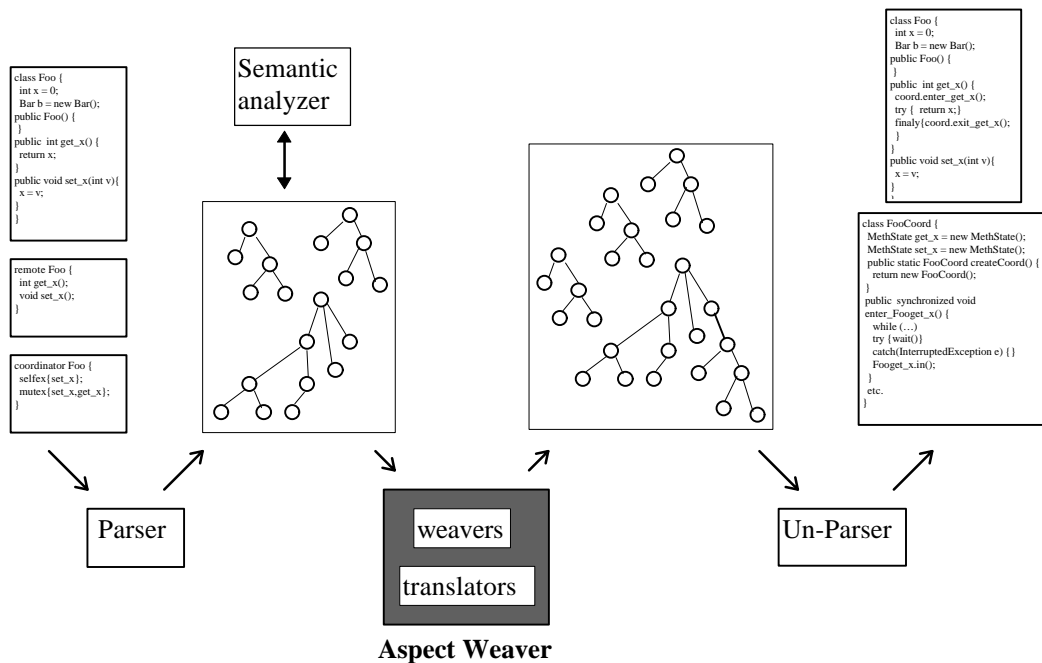 class Foo {
int x = 0;
Bar b = new Bar();
public Foo() {
}
public int get_x() {
return x;
}
public void set_x(int v){
x = v;
}
}
remote Foo {
int get_x();
void set_x();
}
coordinator Foo {
selfex{set_x};
mutex{set_x,get_x};
}
Semantic
analyzer
Parser
weavers
translators
Aspect Weaver
Un-Parser
class Foo {
int x = 0;
Bar b = new Bar();
public Foo() {
}
public int get_x() {
coord.enter_get_x();
try { return x;}
finaly{coord.exit_get_x();
}
}
public void set_x(int v){
x = v;
}
class FooCoord {
MethState get_x = new MethState();
MethState set_x = new MethState();
public static FooCoord createCoord() {
return new FooCoord();
}
public synchronized void
enter_Fooget_x() {
while (…)
try {wait()}
catch(InterruptedException e) {}
Fooget_x.in();
}
etc.
}